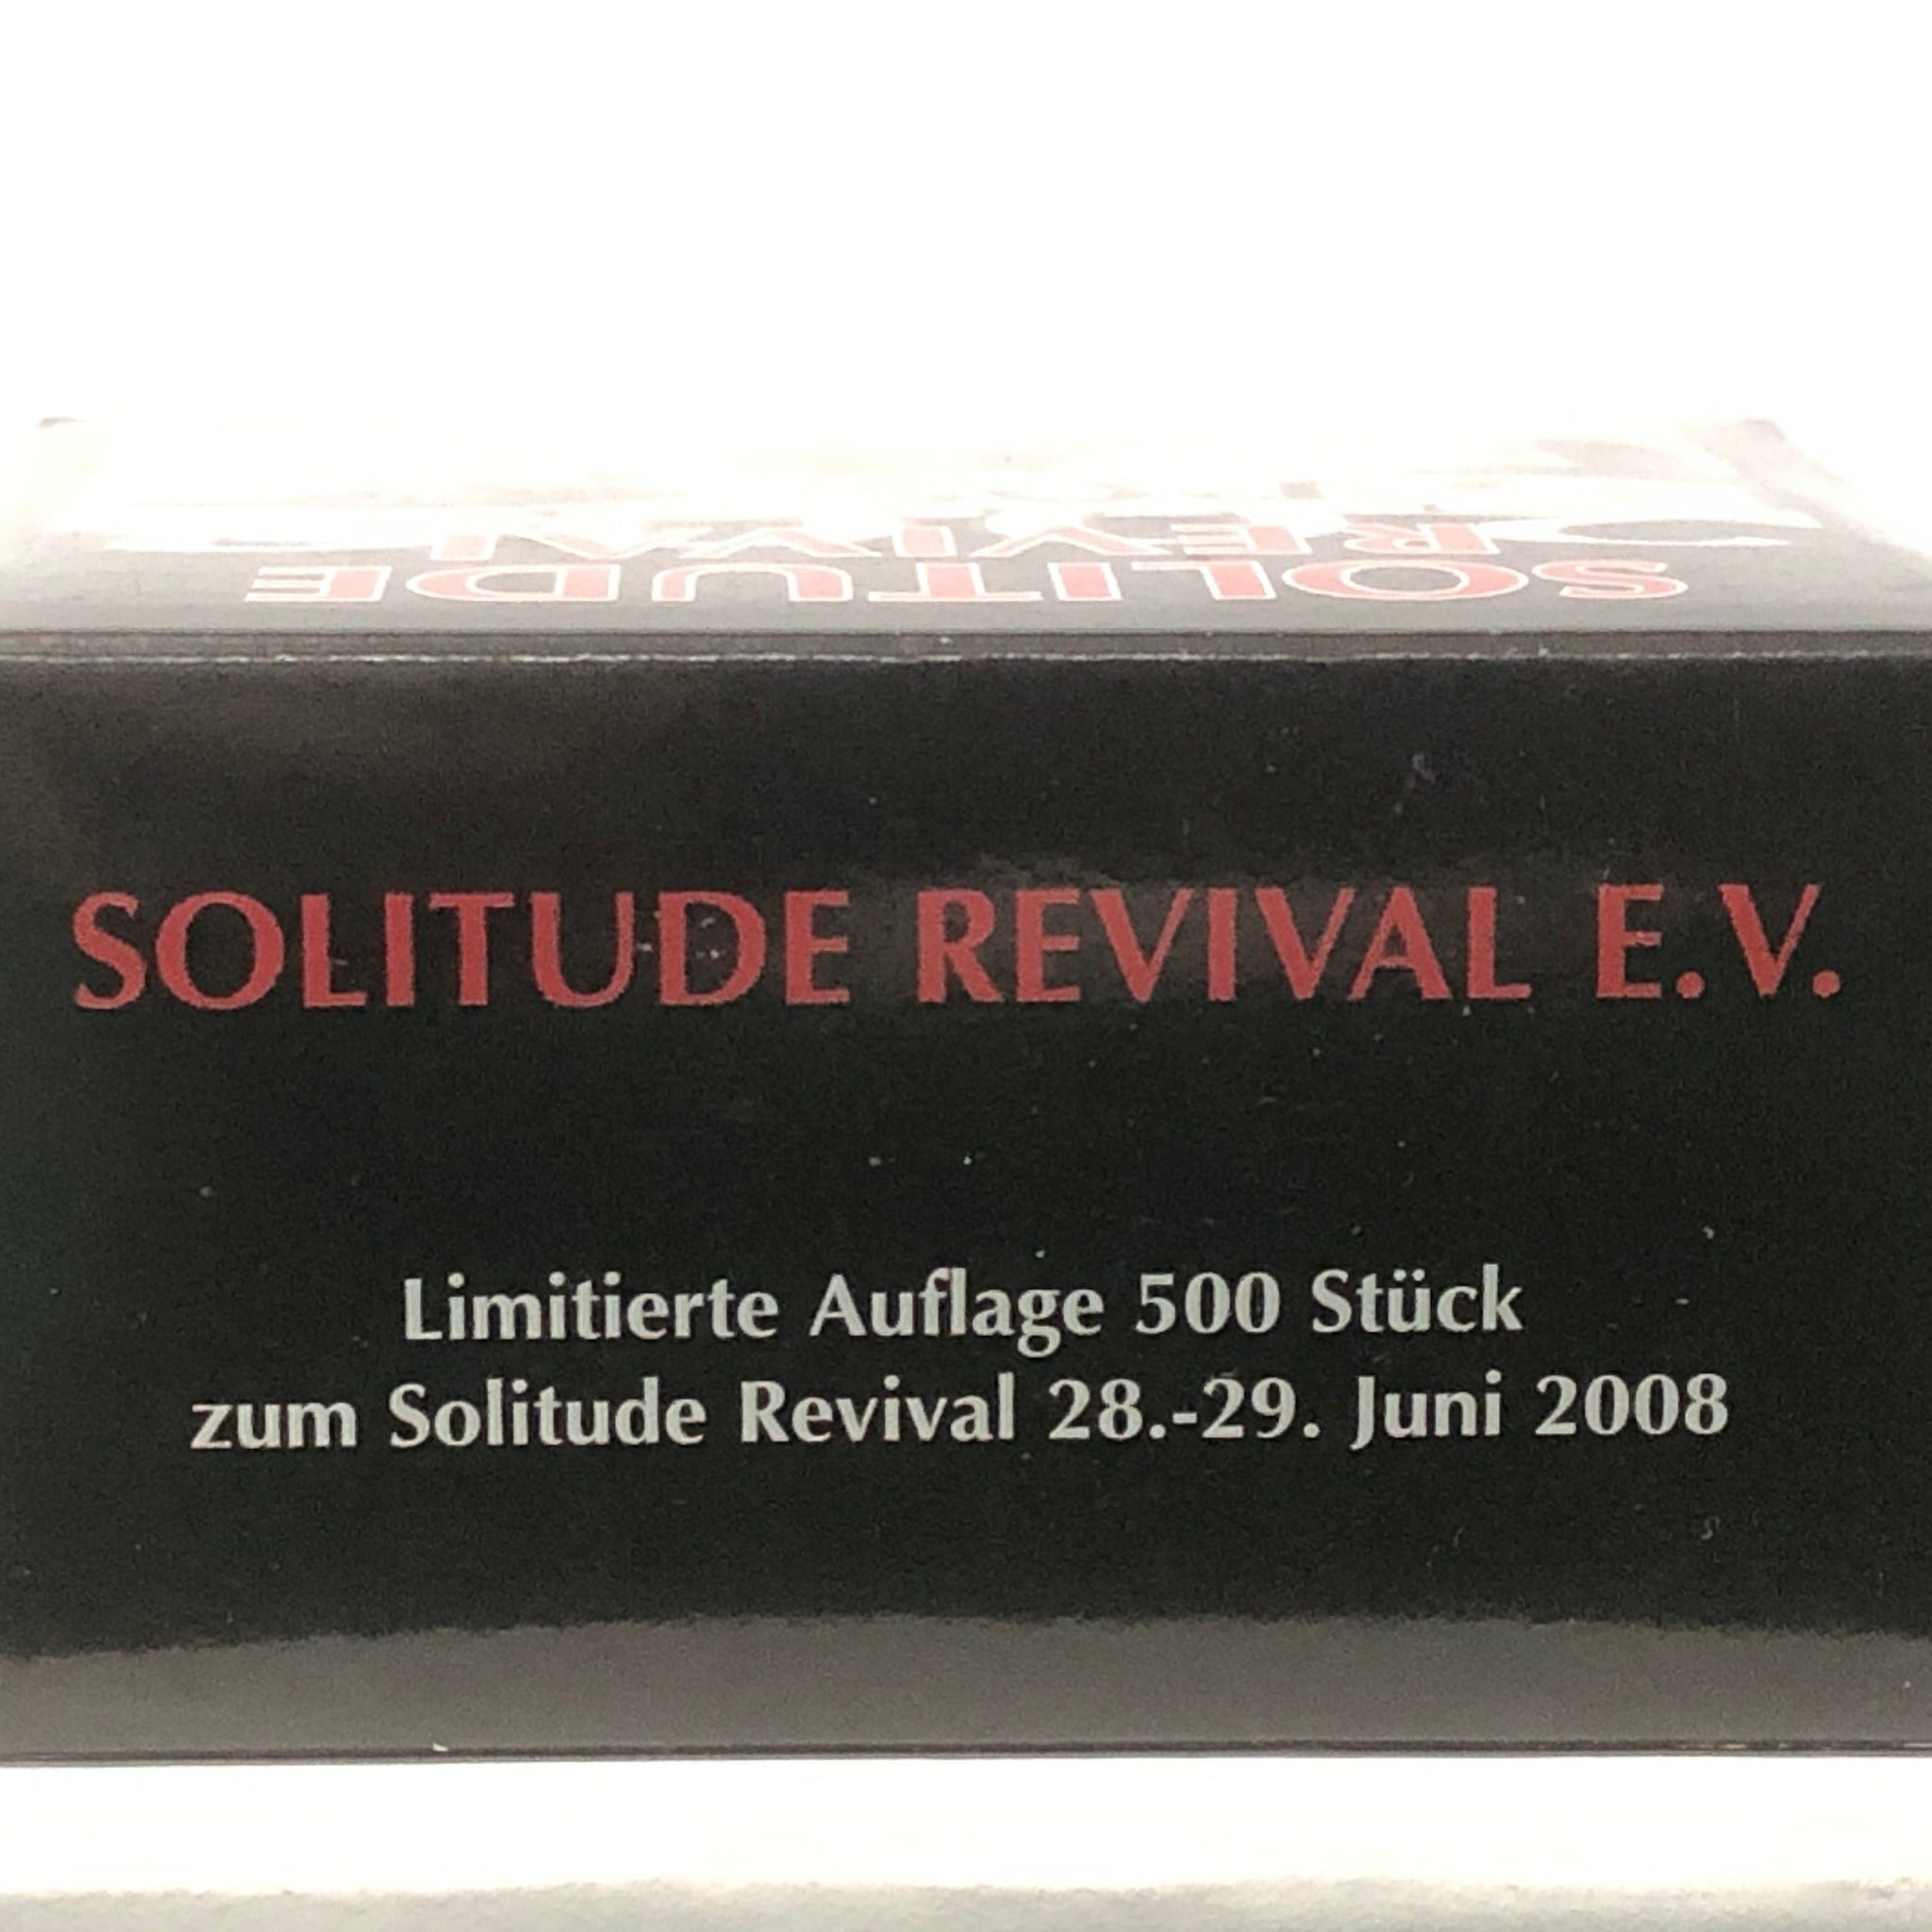 SOLITUDE
REVIVAL
SOLITUDE REVIVAL E.V.
Limitierte Auflage 500 Stück
zum Solitude Revival 28.-29. Juni 2008